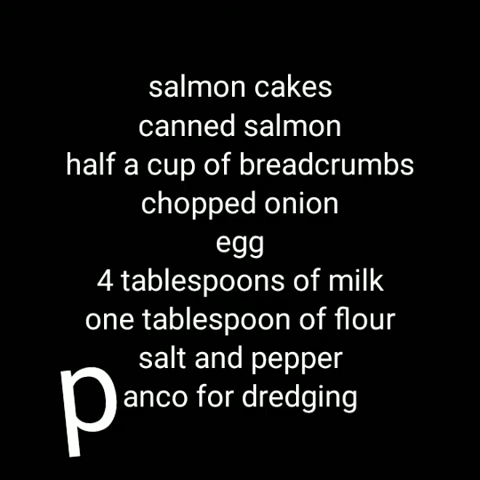 salmon cakes
canned salmon
half a cup of breadcrumbs
chopped onion
egg
4 tablespoons of milk
one tablespoon of flour
salt and pepper
panco for dredging